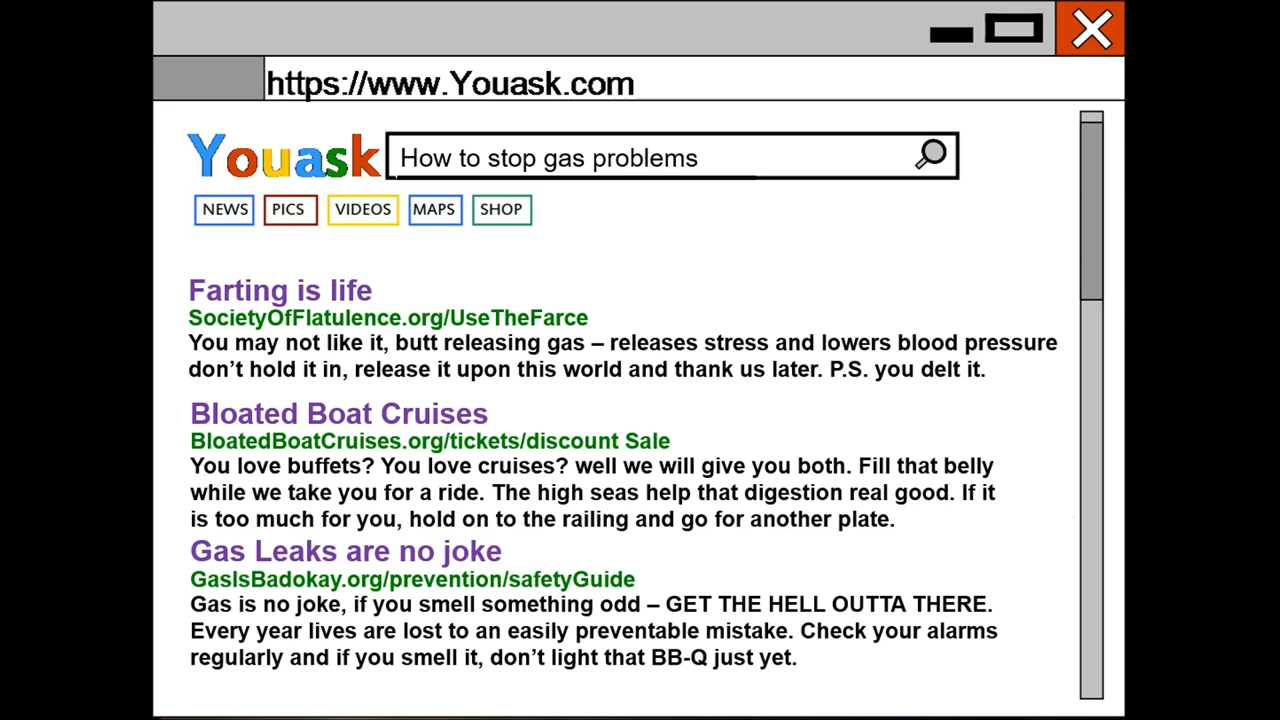 https://www.Youask.com
Youask
How to stop gas problems
NEWS PICS VIDEOS MAPS SHOP
Farting is life
SocietyOfFlatulence.org/UseTheFarce
You may not like it, butt releasing gas – releases stress and lowers blood pressure
don’t hold it in, release it upon this world and thank us later. P.S. you delt it.
Bloated Boat Cruises
BloatedBoatCruises.org/tickets/discount Sale
You love buffets? You love cruises? well we will give you both. Fill that belly
while we take you for a ride. The high seas help that digestion real good. If it
is too much for you, hold on to the railing and go for another plate.
Gas Leaks are no joke
GasIsBadokay.org/prevention/safetyGuide
Gas is no joke, if you smell something odd – GET THE HELL OUTTA THERE.
Every year lives are lost to an easily preventable mistake. Check your alarms
regularly and if you smell it, don’t light that BB-Q just yet.